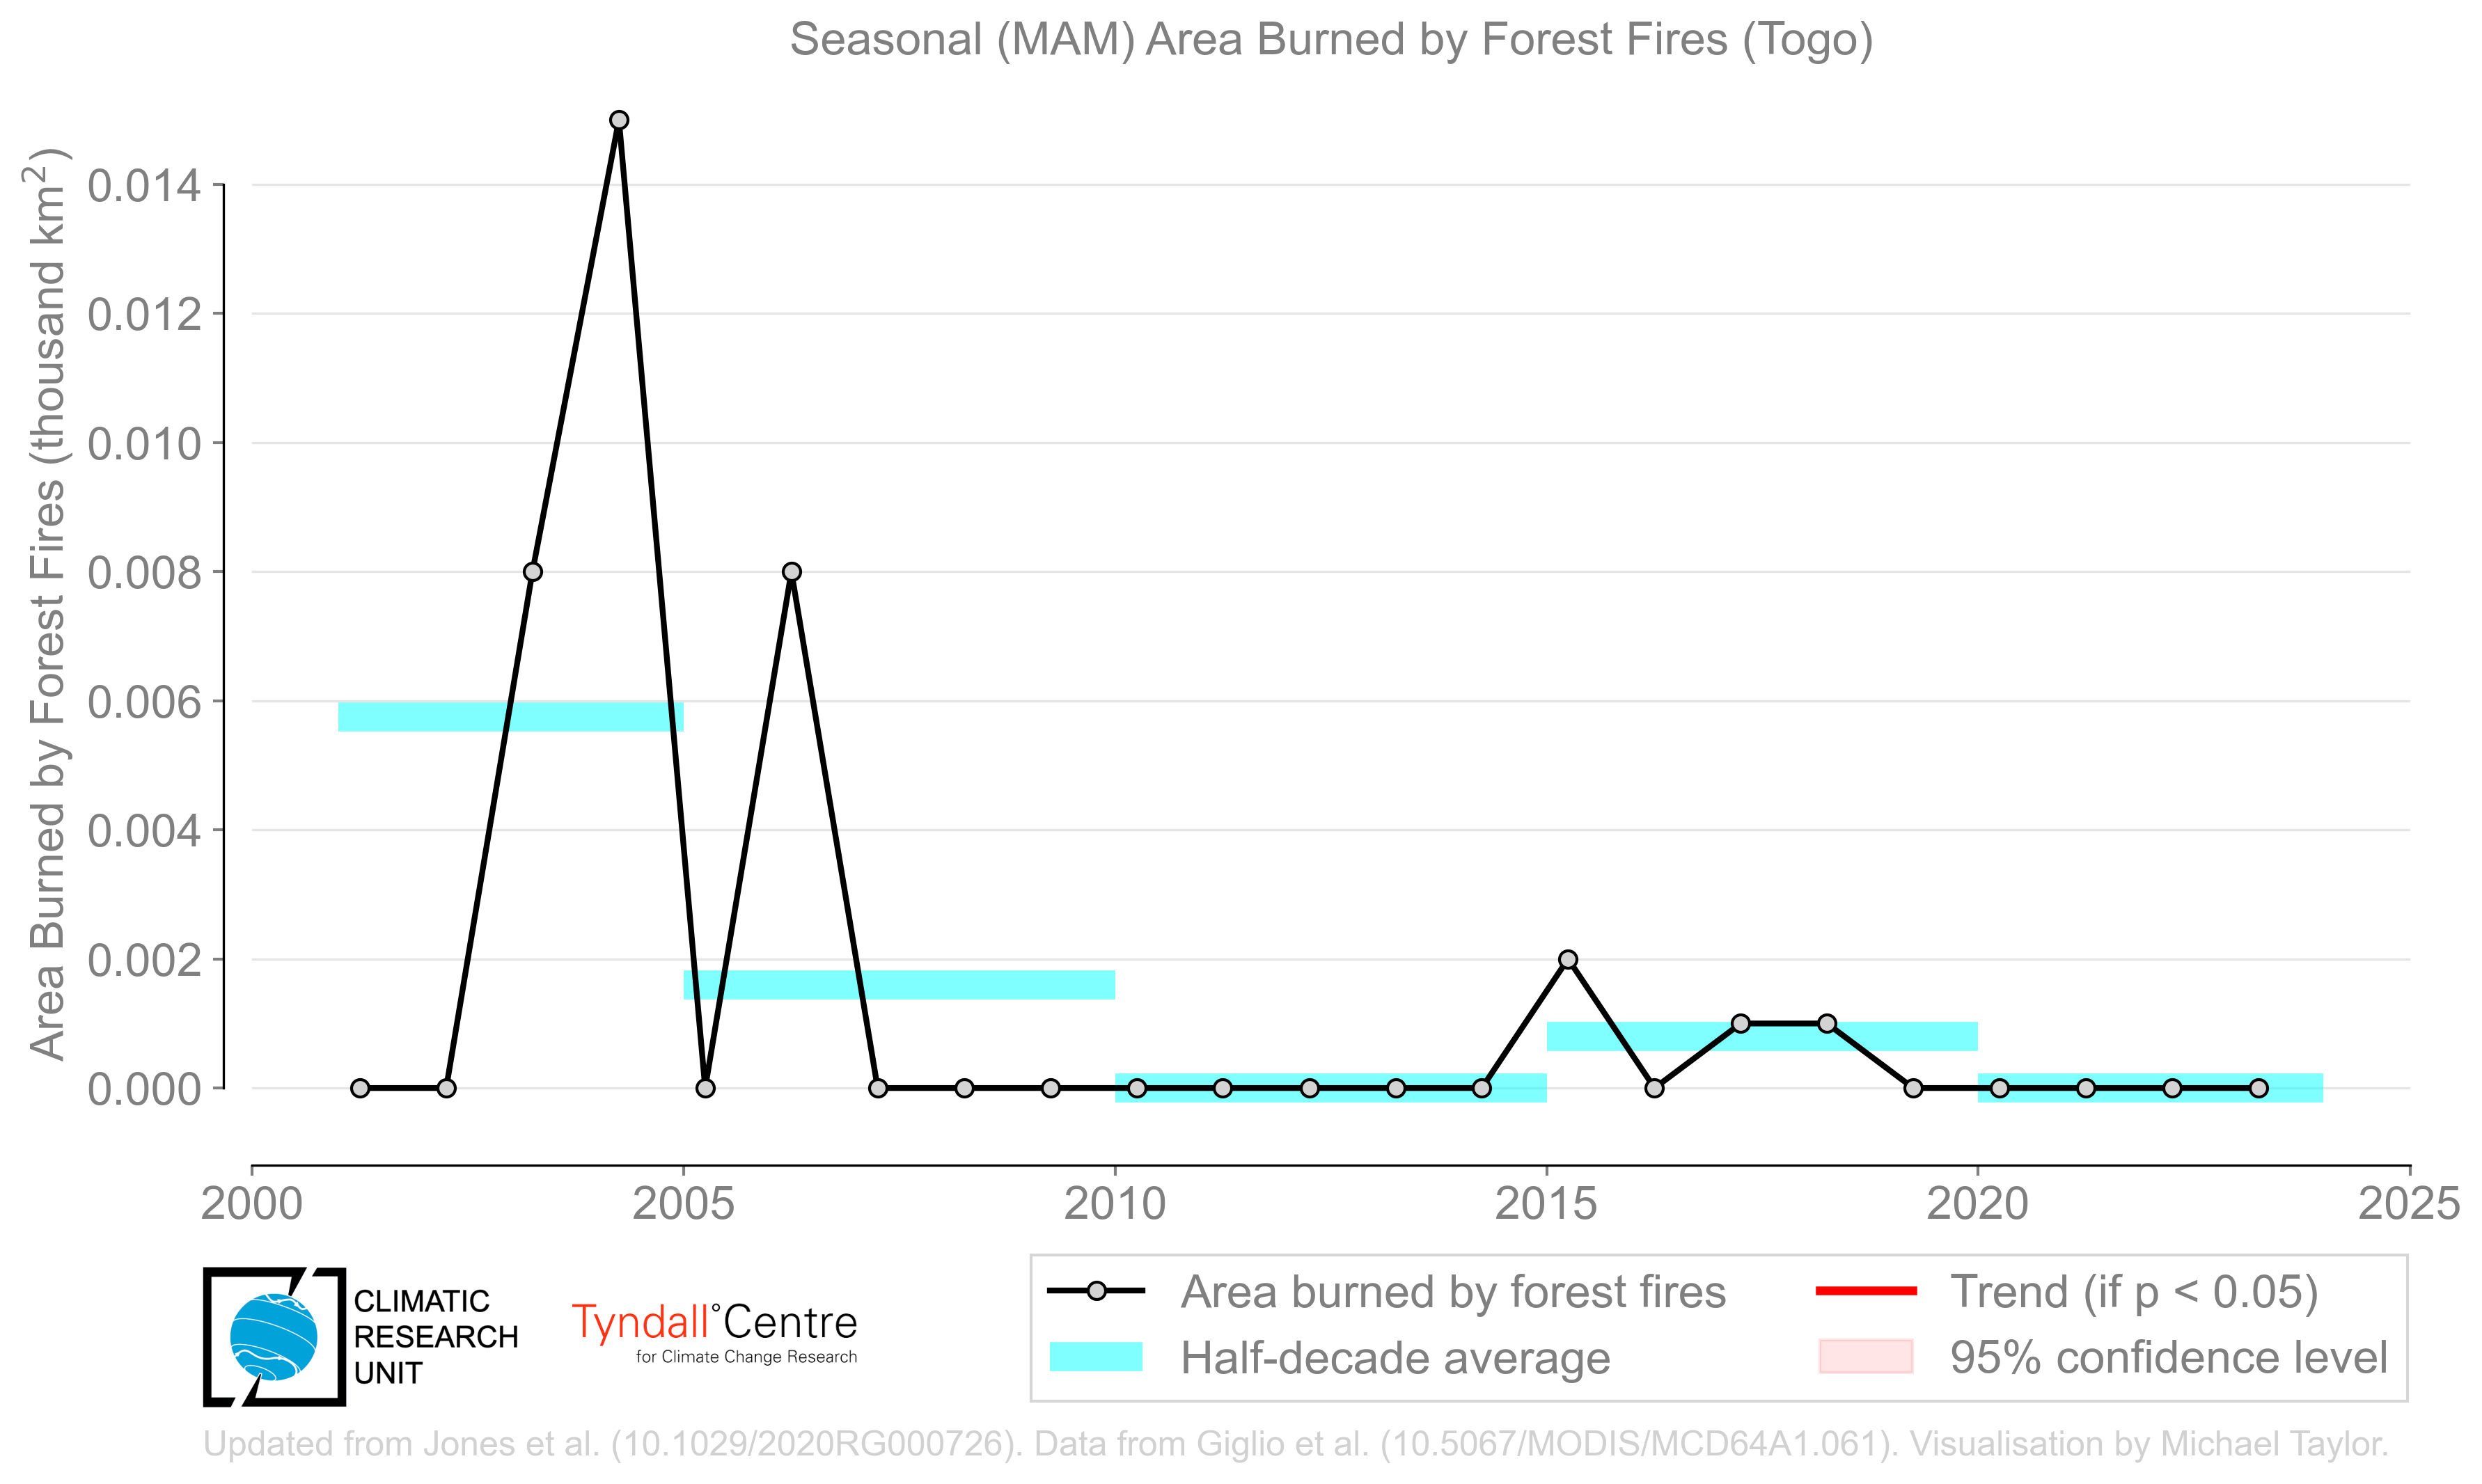 Seasonal (MAM) Area Burned by Forest Fires (Togo)
Area Burned by Forest Fires (thousand km²)
0.014
0.012
0.010
0.008
0.006
0.004
0.002
0.000
2000 2005 2010 2015 2020 2025
CLIMATIC
RESEARCH
UNIT
Tyndall°Centre
for Climate Change Research
Area burned by forest fires
Half-decade average
Trend (if p < 0.05)
95% confidence level
Updated from Jones et al. (10.1029/2020RG000726). Data from Giglio et al. (10.5067/MODIS/MCD64A1.061). Visualisation by Michael Taylor.